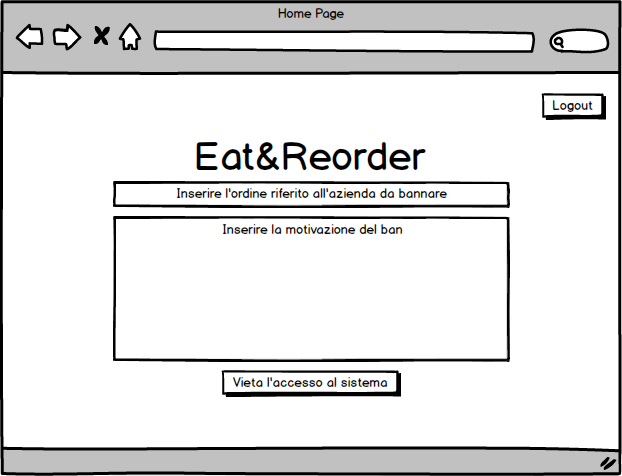 Home Page
Logout
Eat&Reorder
Inserire l'ordine riferito all'azienda da bannare
Inserire la motivazione del ban
Vieta l'accesso al sistema